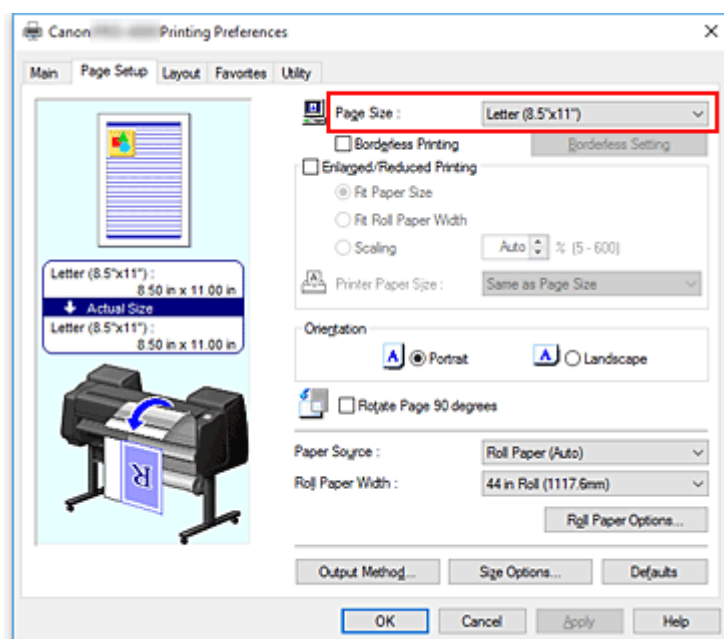 Canon Printing Preferences
Main Page Setup Layout Favorites Utility
Page Size : Letter (8.5"x11")
Borderless Printing Borderless Setting
Enlarged/Reduced Printing
Fit Paper Size
Fit Roll Paper Width
Scaling Auto % (5 - 600)
Printer Paper Size : Same as Page Size
Letter (8.5"x11") :
8.50 in x 11.00 in
Actual Size
Letter (8.5"x11") :
8.50 in x 11.00 in
Orientation
A Portrait A Landscape
Rotate Page 90 degrees
R
Paper Source : Roll Paper (Auto)
Roll Paper Width : 44 in Roll (1117.6mm)
Roll Paper Options...
Output Method... Size Options... Defaults
OK Cancel Apply Help